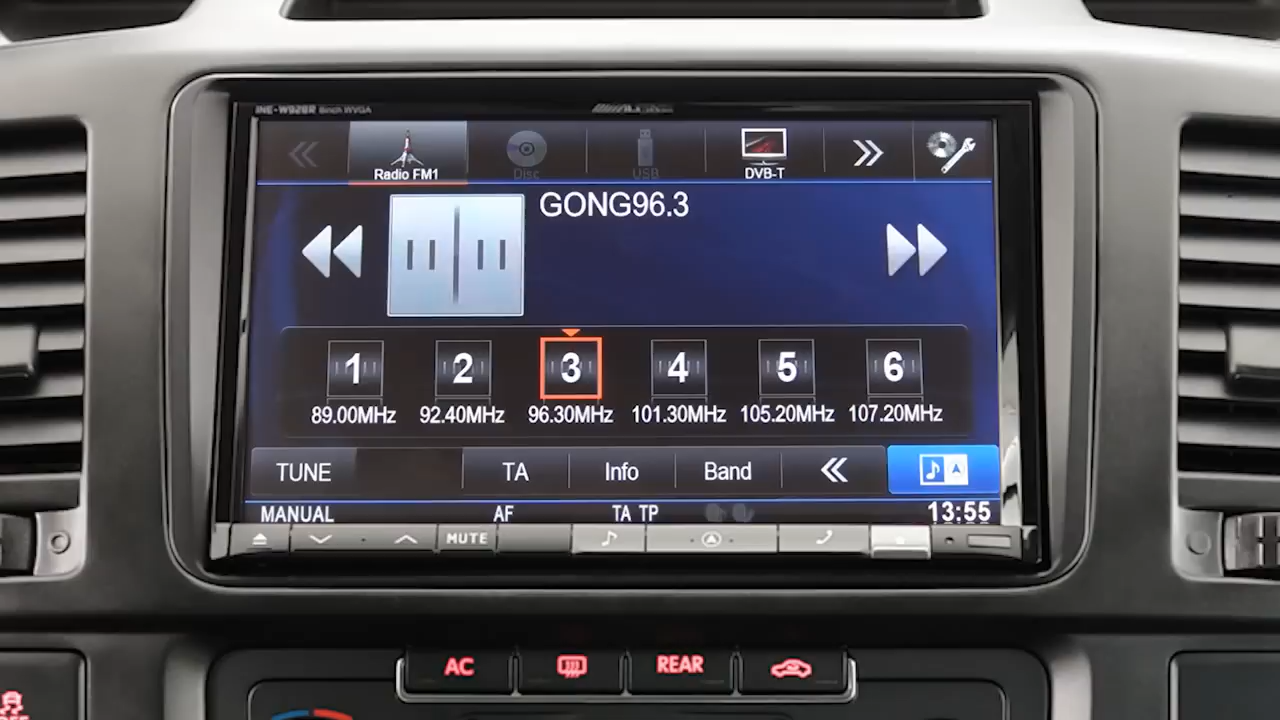 INE-W928R 8inch WVGA
Radio FM1 Disc USB DVB-T
GONG96.3
1 2 3 4 5 6
89.00MHz 92.40MHz 96.30MHz 101.30MHz 105.20MHz 107.20MHz
TUNE TA Info Band
MANUAL AF TA TP 13:55
MUTE
AC REAR